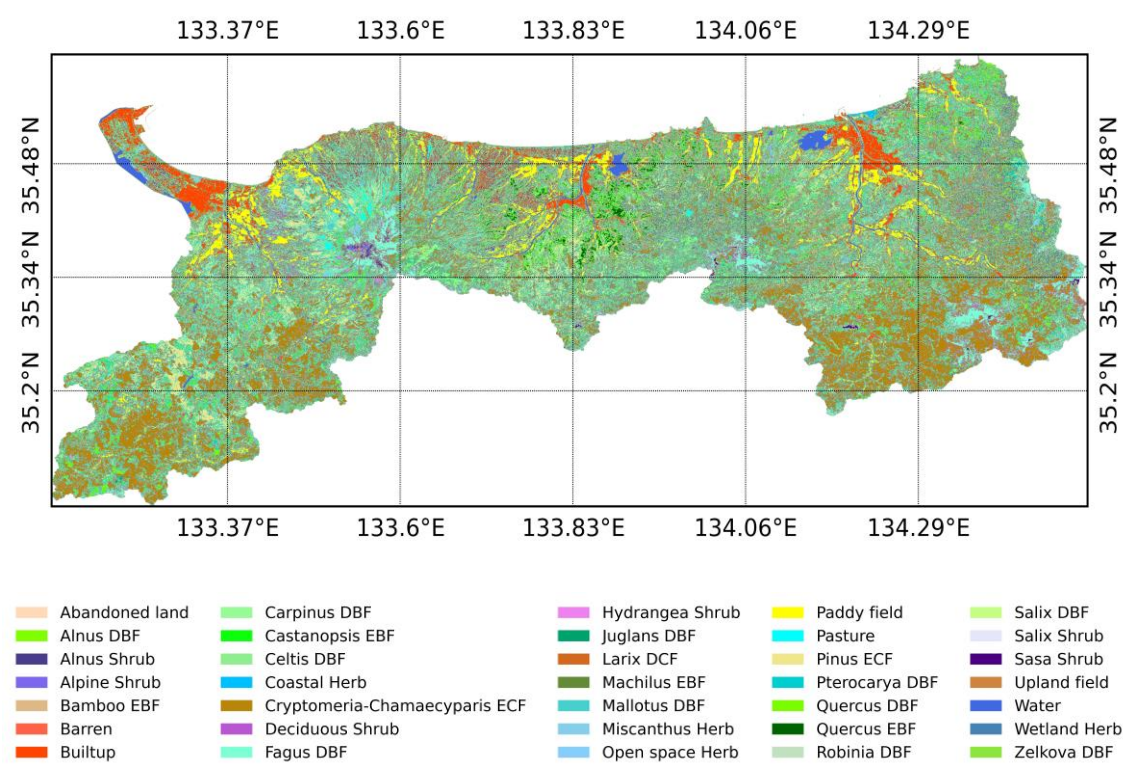 133.37°E 133.6°E 133.83°E 134.06°E 134.29°E
35.48°N 35.48°N
35.34°N 35.34°N
35.2°N 35.2°N
133.37°E 133.6°E 133.83°E 134.06°E 134.29°E
Abandoned land Carpinus DBF Hydrangea Shrub Paddy field Salix DBF
Alnus DBF Castanopsis EBF Juglans DBF Pasture Salix Shrub
Alnus Shrub Celtis DBF Larix DCF Pinus ECF Sasa Shrub
Alpine Shrub Coastal Herb Machilus EBF Pterocarya DBF Upland field
Bamboo EBF Cryptomeria-Chamaecyparis ECF Mallotus DBF Quercus DBF Water
Barren Deciduous Shrub Miscanthus Herb Quercus EBF Wetland Herb
Builtup Fagus DBF Open space Herb Robinia DBF Zelkova DBF